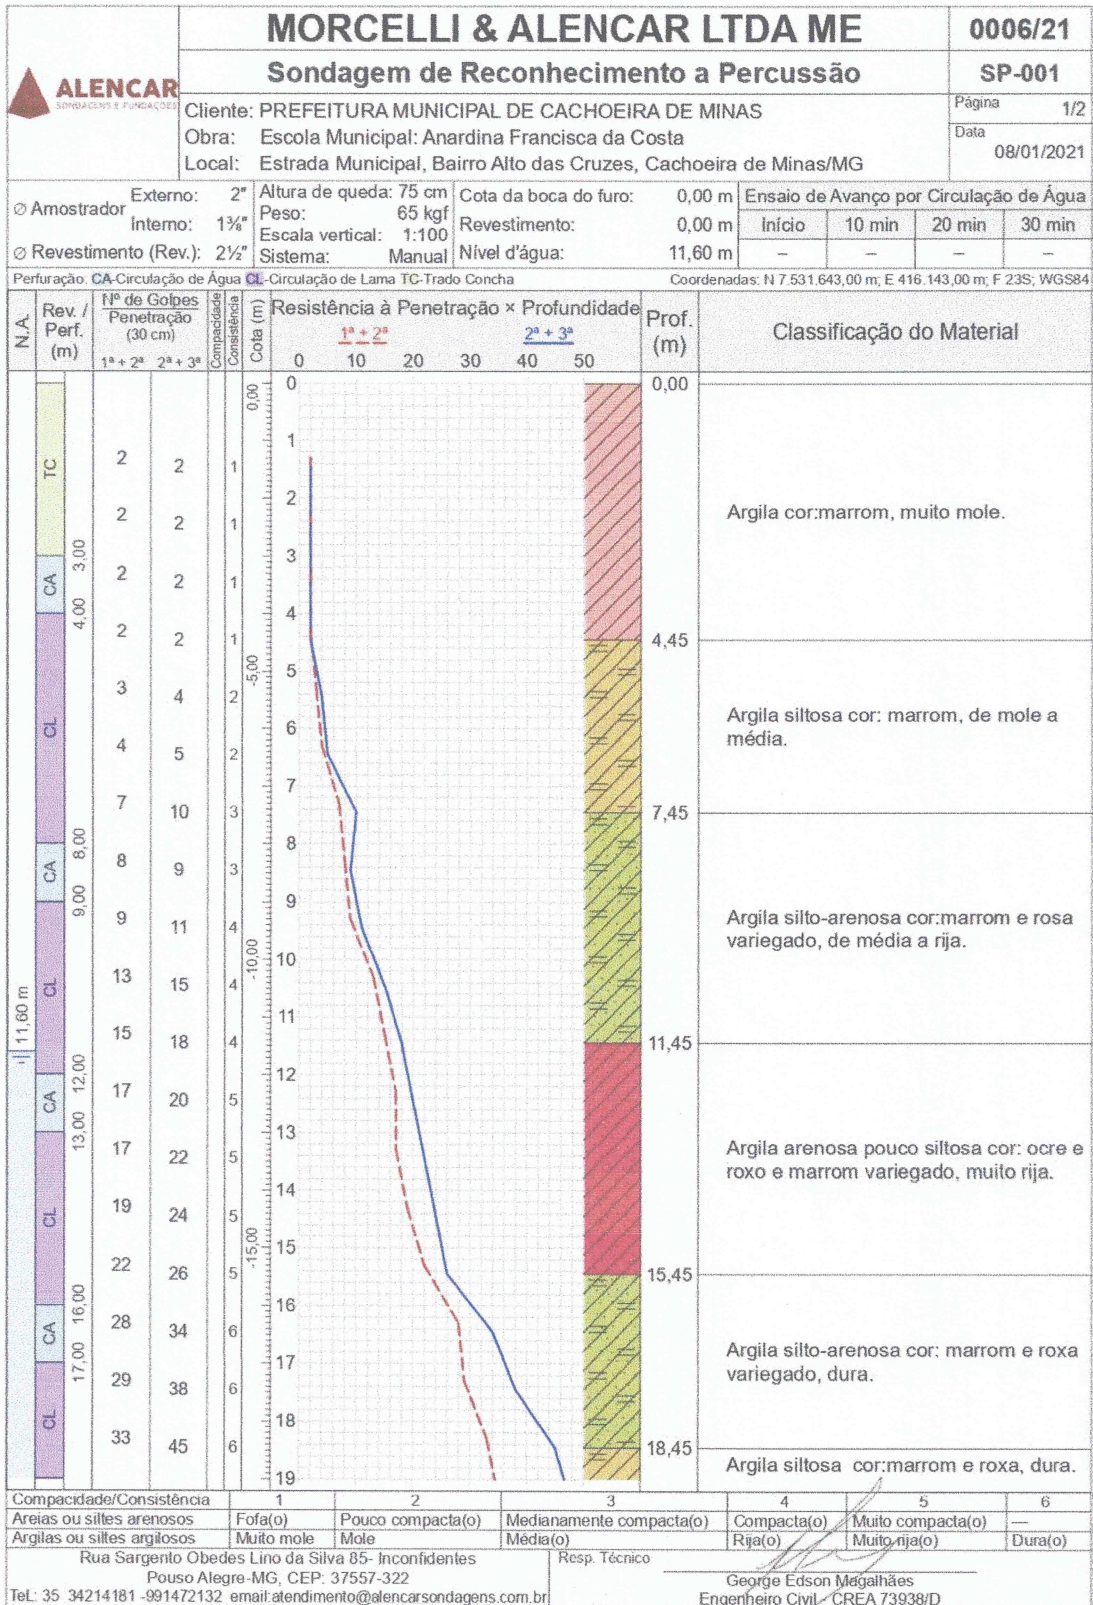 MORCELLI & ALENCAR LTDA ME
0006/21
ALENCAR
SONDAGENS E FUNDAÇÕES
Sondagem de Reconhecimento a Percussão
SP-001
Cliente: PREFEITURA MUNICIPAL DE CACHOEIRA DE MINAS
Obra: Escola Municipal: Anardina Francisca da Costa
Local: Estrada Municipal, Bairro Alto das Cruzes, Cachoeira de Minas/MG
Página 1/2
Data 08/01/2021
Ø Amostrador Externo: 2"
Interno: 1⅜"
Ø Revestimento (Rev.): 2½"
Altura de queda: 75 cm
Peso: 65 kgf
Escala vertical: 1:100
Sistema: Manual
Cota da boca do furo: 0,00 m
Revestimento: 0,00 m
Nível d'água: 11,60 m
Ensaio de Avanço por Circulação de Água
Início 10 min 20 min 30 min
– – – –
Perfuração. CA-Circulação de Água CL-Circulação de Lama TC-Trado Concha
Coordenadas: N 7.531.643,00 m; E 416.143,00 m; F 23S; WGS84
N.A.
Rev. / Perf. (m)
Nº de Golpes
Penetração
(30 cm)
1ª + 2ª 2ª + 3ª
Compacidade
Consistência
Cota (m)
Resistência à Penetração × Profundidade
1ª + 2ª 2ª + 3ª
0 10 20 30 40 50
Prof. (m)
Classificação do Material
0 0,00 0,00
1
TC 2 2 1
2
2 2 1
3 3,00
CA 2 2 1
4 4,00
2 2 1
4,45
5 -5,00
3 4 2
6
CL 4 5 2
7
7 10 3
7,45
8 8,00
CA 8 9 3
9 9,00
9 11 4
10 -10,00
CL 13 15 4
11
15 18 4
11,45
11,60 m
12 12,00
CA 17 20 5
13 13,00
17 22 5
14
CL 19 24 5
15 -15,00
22 26 5
15,45
16 16,00
CA 28 34 6
17 17,00
29 38 6
18
CL 33 45 6
18,45
19
Argila cor:marrom, muito mole.
Argila siltosa cor: marrom, de mole a
média.
Argila silto-arenosa cor:marrom e rosa
variegado, de média a rija.
Argila arenosa pouco siltosa cor: ocre e
roxo e marrom variegado, muito rija.
Argila silto-arenosa cor: marrom e roxa
variegado, dura.
Argila siltosa cor:marrom e roxa, dura.
Compacidade/Consistência 1 2 3 4 5 6
Areias ou siltes arenosos Fofa(o) Pouco compacta(o) Medianamente compacta(o) Compacta(o) Muito compacta(o) —
Argilas ou siltes argilosos Muito mole Mole Média(o) Rija(o) Muito rija(o) Dura(o)
Rua Sargento Obedes Lino da Silva 85- Inconfidentes
Pouso Alegre-MG, CEP: 37557-322
TeL: 35 34214181 -991472132 email:atendimento@alencarsondagens.com.br
Resp. Técnico
George Edson Magalhães
Engenheiro Civil - CREA 73938/D